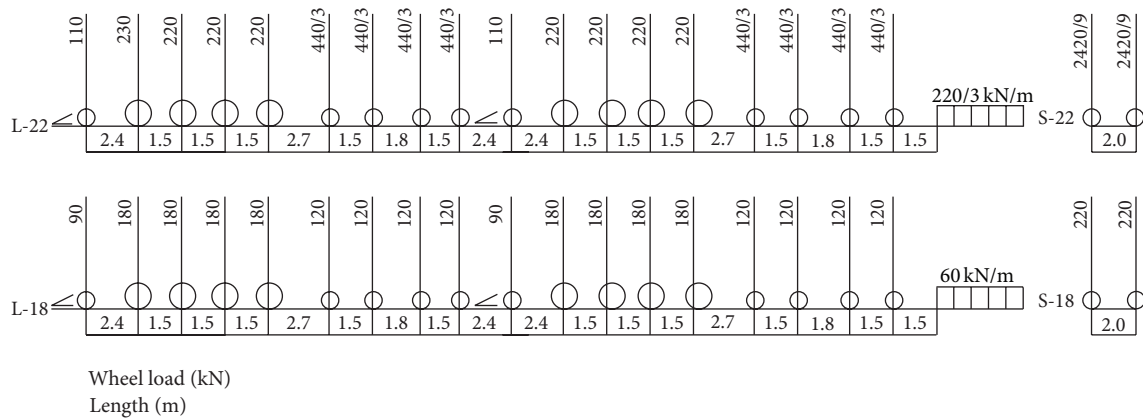 110 230 220 220 220 440/3 440/3 440/3 440/3 110 220 220 220 220 440/3 440/3 440/3 440/3 2420/9 2420/9
220/3 kN/m
L-22 S-22
2.4 1.5 1.5 1.5 2.7 1.5 1.8 1.5 2.4 2.4 1.5 1.5 1.5 2.7 1.5 1.8 1.5 1.5 2.0
90 180 180 180 180 120 120 120 120 90 180 180 180 180 120 120 120 120 220 220
60 kN/m
L-18 S-18
2.4 1.5 1.5 1.5 2.7 1.5 1.8 1.5 2.4 2.4 1.5 1.5 1.5 2.7 1.5 1.8 1.5 1.5 2.0
Wheel load (kN)
Length (m)